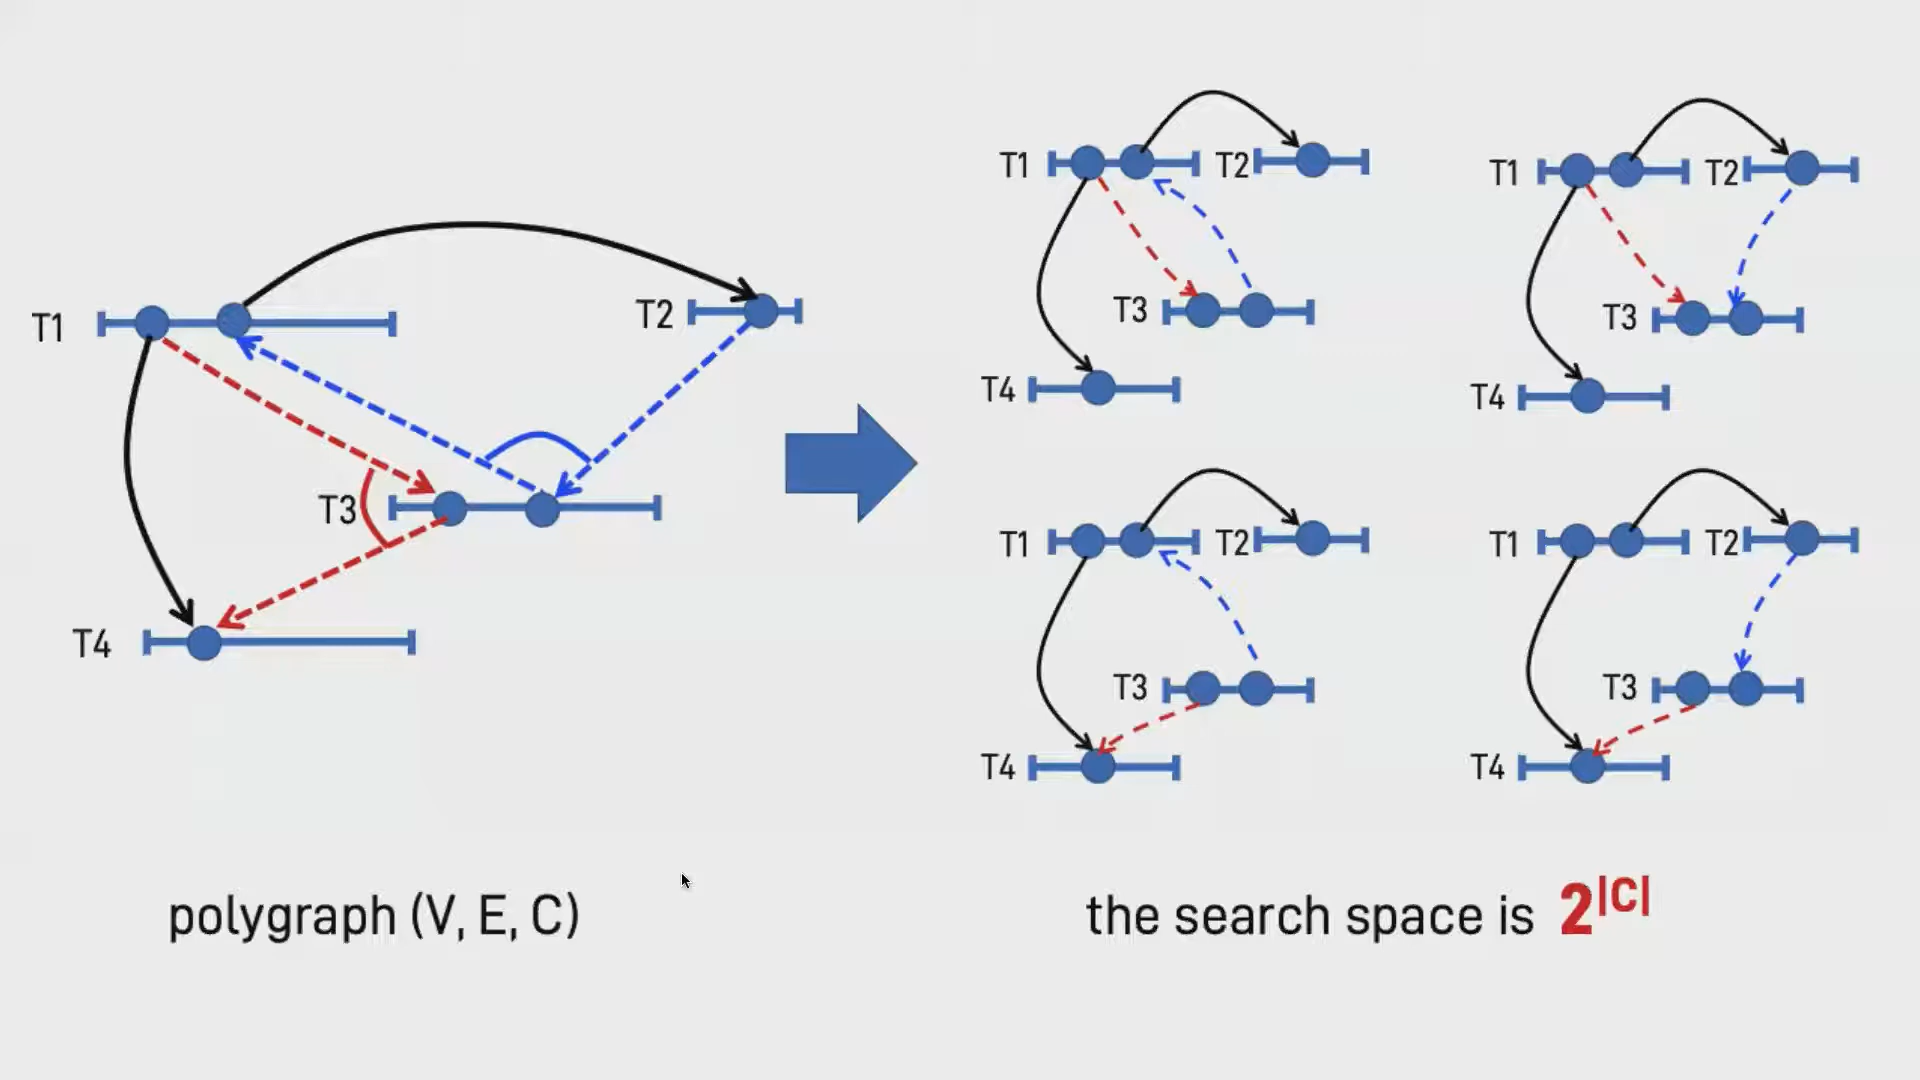 T1
T2
T3
T4
polygraph (V, E, C)
T1
T2
T3
T4
T1
T2
T3
T4
T1
T2
T3
T4
T1
T2
T3
T4
the search space is 2|C|